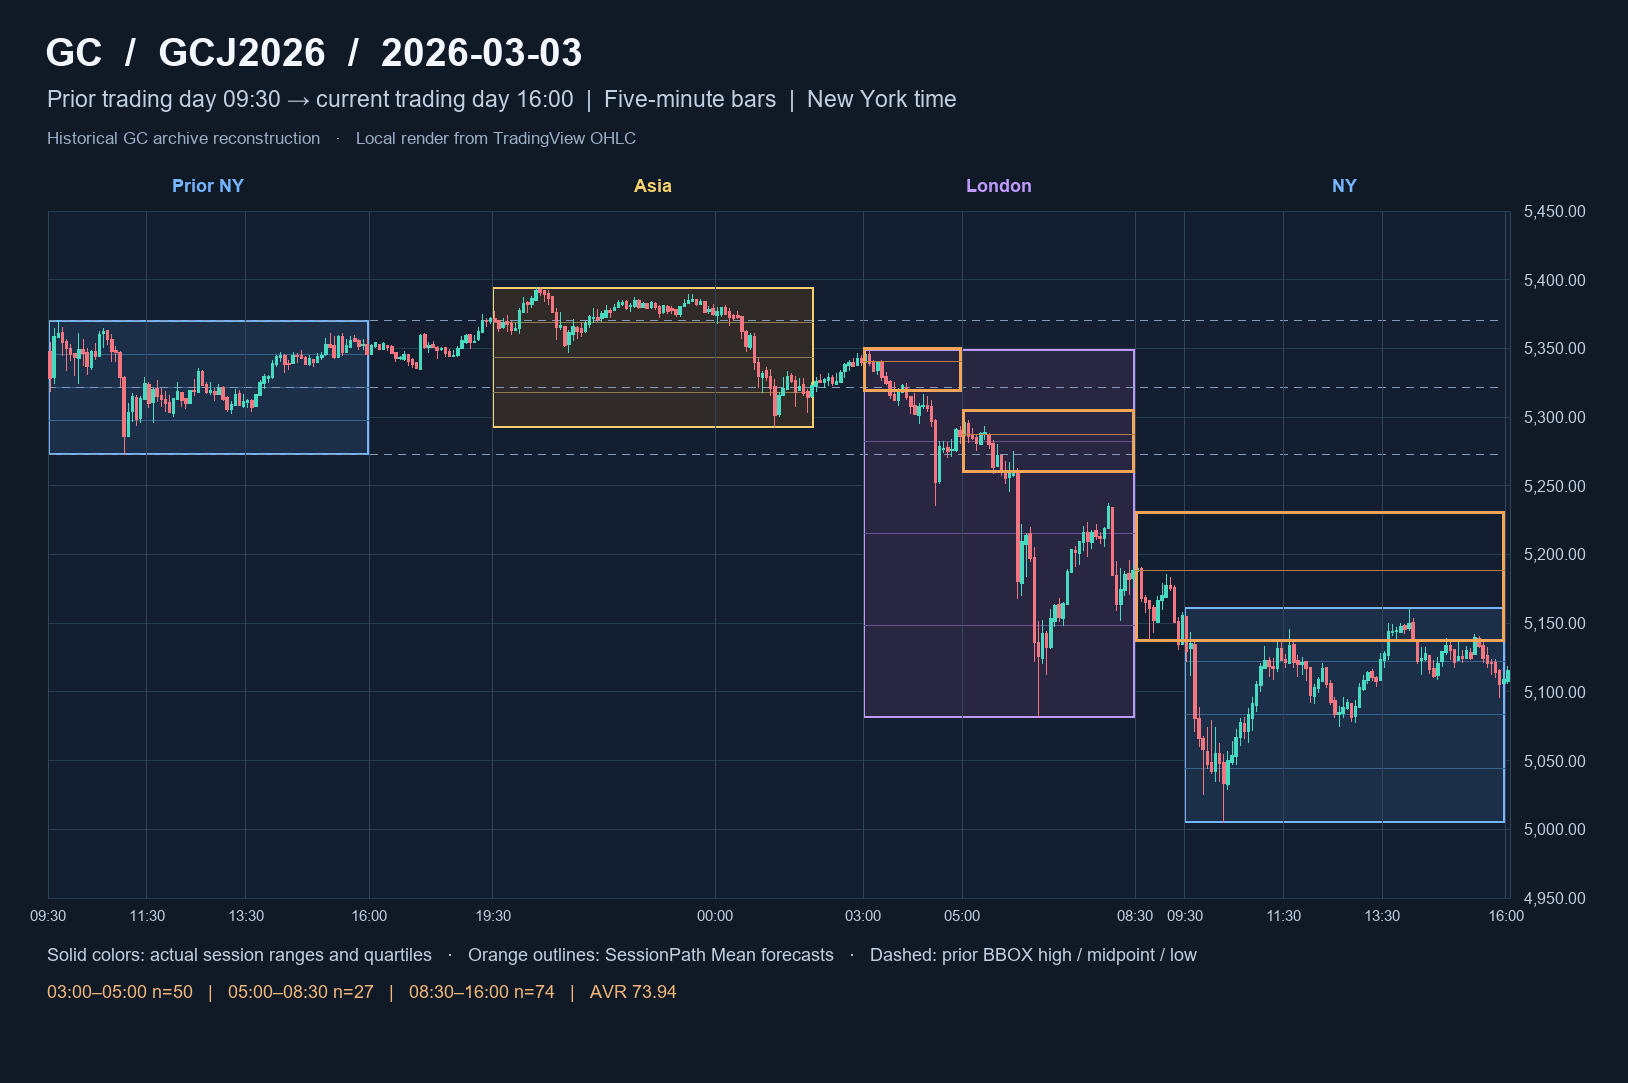 GC / GCJ2026 / 2026-03-03
Prior trading day 09:30 → current trading day 16:00 | Five-minute bars | New York time
Historical GC archive reconstruction · Local render from TradingView OHLC
Prior NY Asia London NY
5,450.00
5,400.00
5,350.00
5,300.00
5,250.00
5,200.00
5,150.00
5,100.00
5,050.00
5,000.00
4,950.00
09:30 11:30 13:30 16:00 19:30 00:00 03:00 05:00 08:30 09:30 11:30 13:30 16:00
Solid colors: actual session ranges and quartiles · Orange outlines: SessionPath Mean forecasts · Dashed: prior BBOX high / midpoint / low
03:00–05:00 n=50 | 05:00–08:30 n=27 | 08:30–16:00 n=74 | AVR 73.94